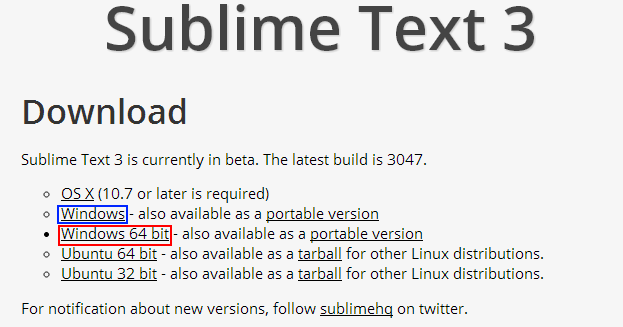 Sublime Text 3
Download
Sublime Text 3 is currently in beta. The latest build is 3047.
OS X (10.7 or later is required)
Windows - also available as a portable version
Windows 64 bit - also available as a portable version
Ubuntu 64 bit - also available as a tarball for other Linux distributions.
Ubuntu 32 bit - also available as a tarball for other Linux distributions.
For notification about new versions, follow sublimehq on twitter.